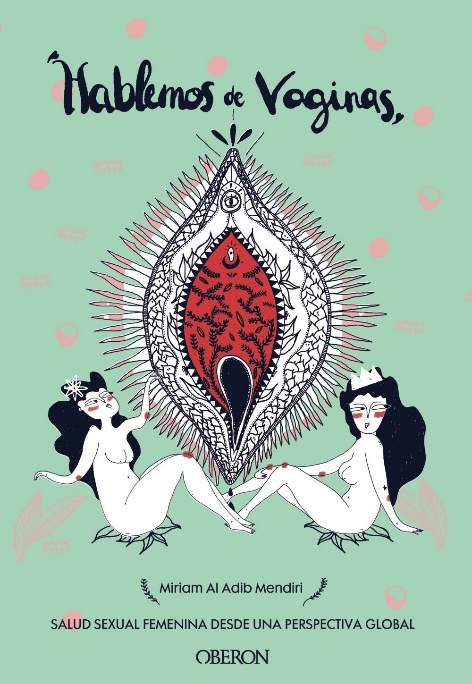 Hablemos de Vaginas,
Miriam Al Adib Mendiri
SALUD SEXUAL FEMENINA DESDE UNA PERSPECTIVA GLOBAL
OBERON